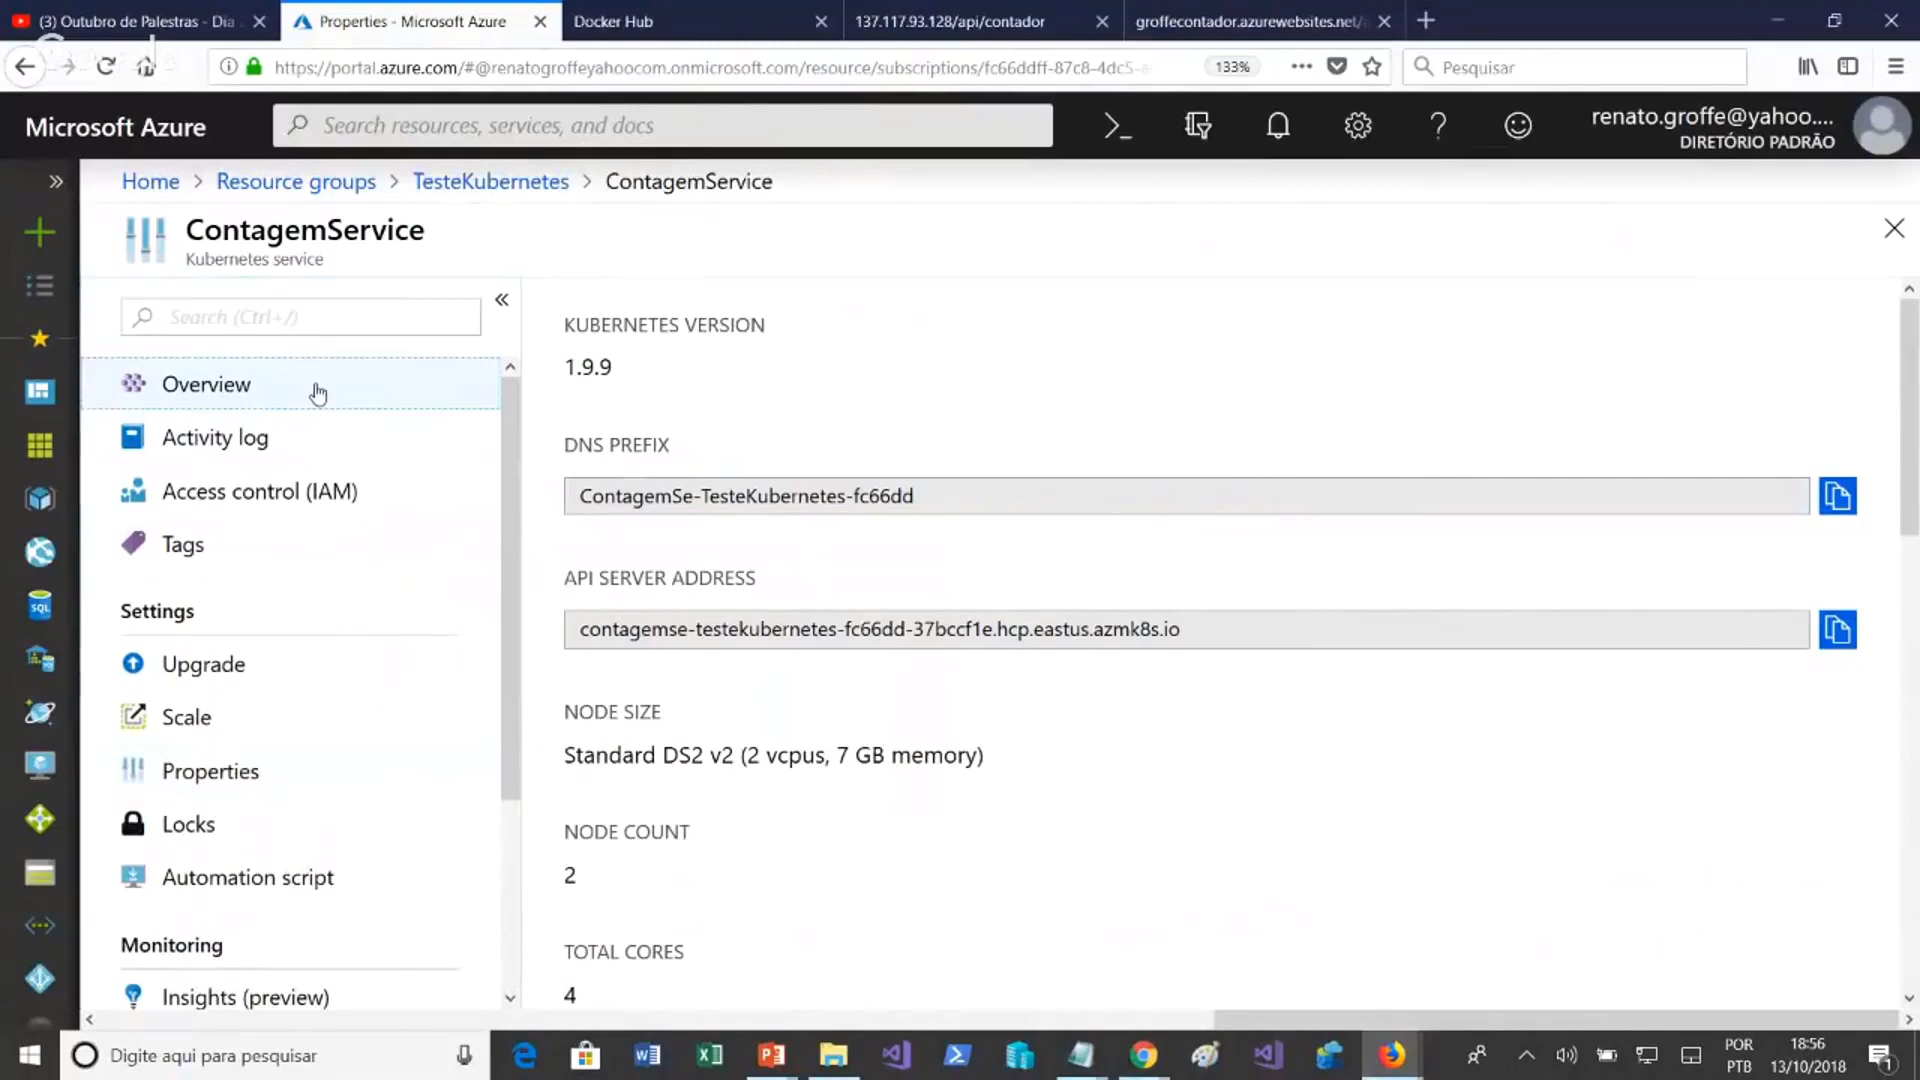 (3) Outubro de Palestras - Dia
Properties - Microsoft Azure
Docker Hub
137.117.93.128/api/contador
groffecontador.azurewebsites.net/
https://portal.azure.com/#@renatogroffeyahoocom.onmicrosoft.com/resource/subscriptions/fc66ddff-87c8-4dc5-
133%
Pesquisar
Microsoft Azure
Search resources, services, and docs
renato.groffe@yahoo....
DIRETÓRIO PADRÃO
Home > Resource groups > TesteKubernetes > ContagemService
ContagemService
Kubernetes service
Search (Ctrl+/)
Overview
Activity log
Access control (IAM)
Tags
Settings
Upgrade
Scale
Properties
Locks
Automation script
Monitoring
Insights (preview)
KUBERNETES VERSION
1.9.9
DNS PREFIX
ContagemSe-TesteKubernetes-fc66dd
API SERVER ADDRESS
contagemse-testekubernetes-fc66dd-37bccf1e.hcp.eastus.azmk8s.io
NODE SIZE
Standard DS2 v2 (2 vcpus, 7 GB memory)
NODE COUNT
2
TOTAL CORES
4
Digite aqui para pesquisar
POR
PTB
18:56
13/10/2018
1